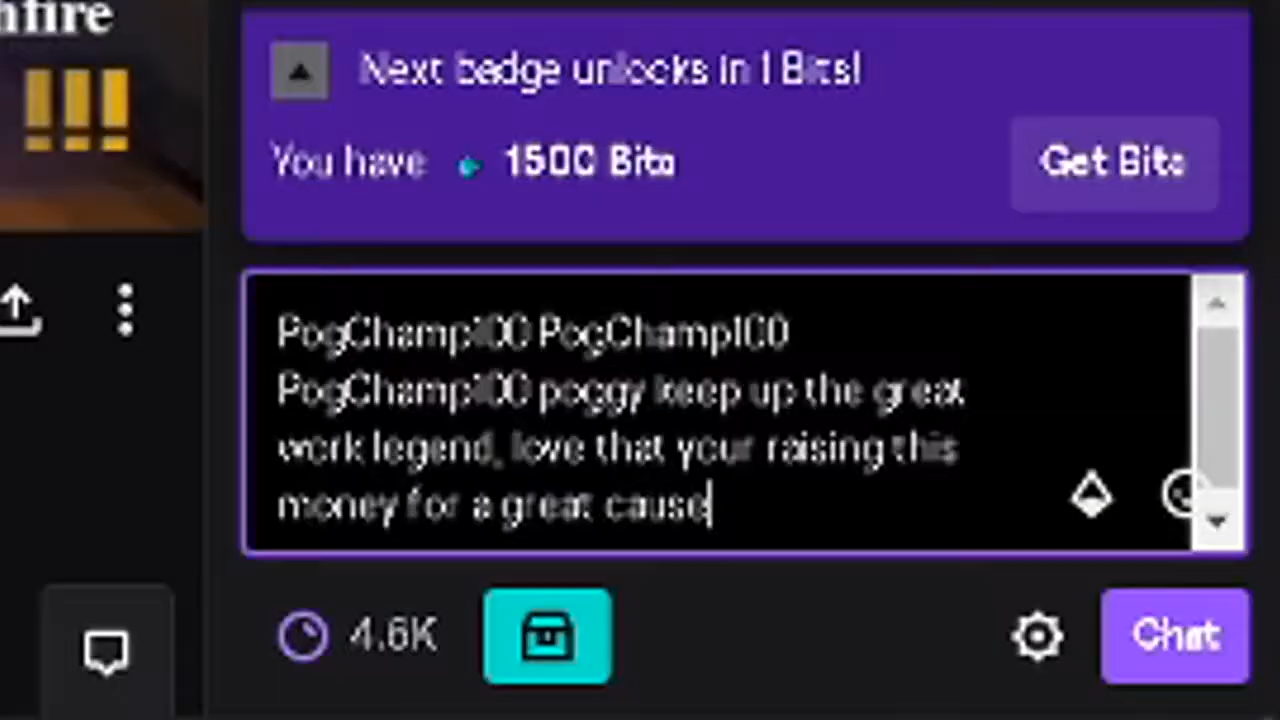 hfire
!!!
Next badge unlocks in 1 Bits!
You have 1500 Bits
Get Bits
PogChamp100 PogChamp100
PogChamp100 poggy keep up the great
work legend, love that your raising this
money for a great cause
4.6K
Chat